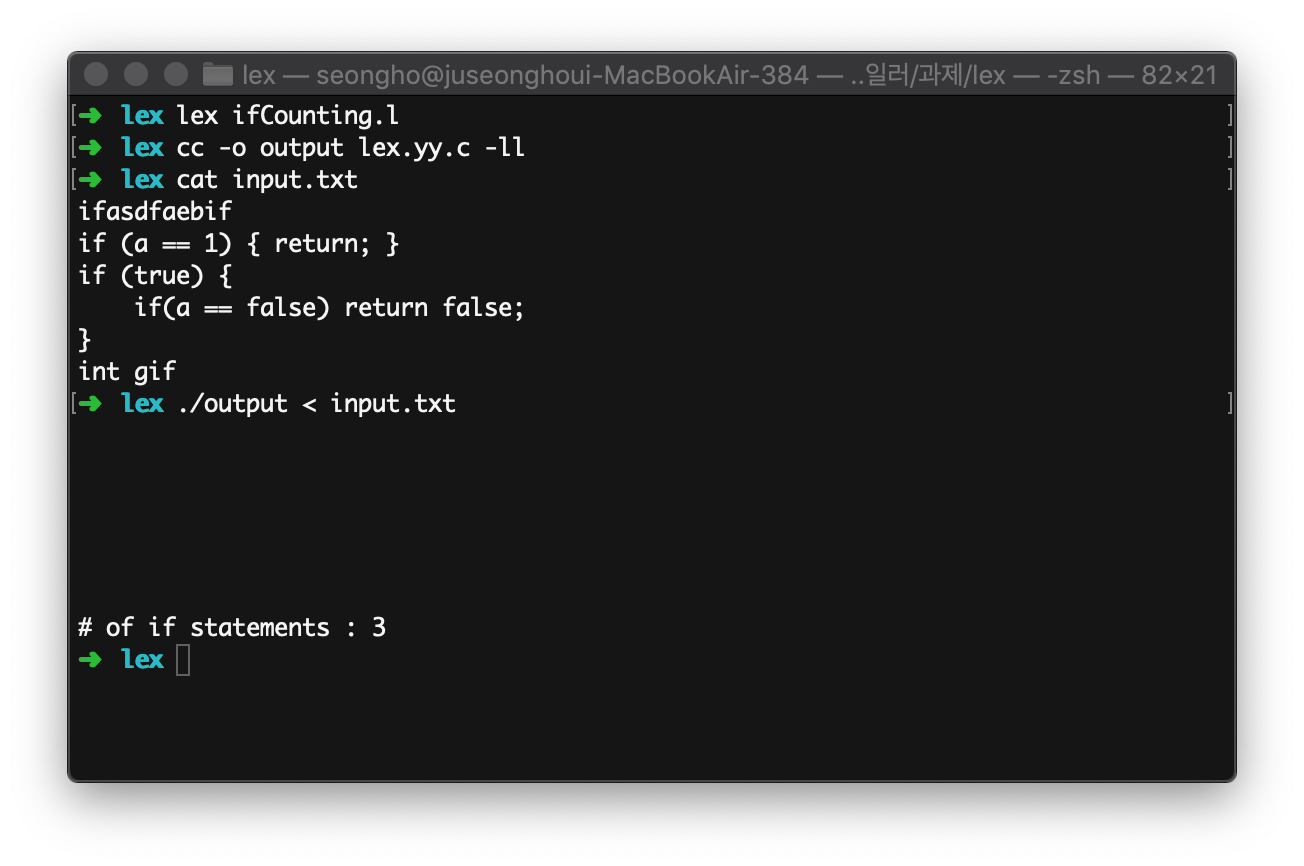 lex — seongho@juseonghoui-MacBookAir-384 — ..일러/과제/lex — -zsh — 82×21
[➜ lex lex ifCounting.l ]
[➜ lex cc -o output lex.yy.c -ll ]
[➜ lex cat input.txt ]
ifasdfaebif
if (a == 1) { return; }
if (true) {
    if(a == false) return false;
}
int gif
[➜ lex ./output < input.txt ]
# of if statements : 3
➜ lex